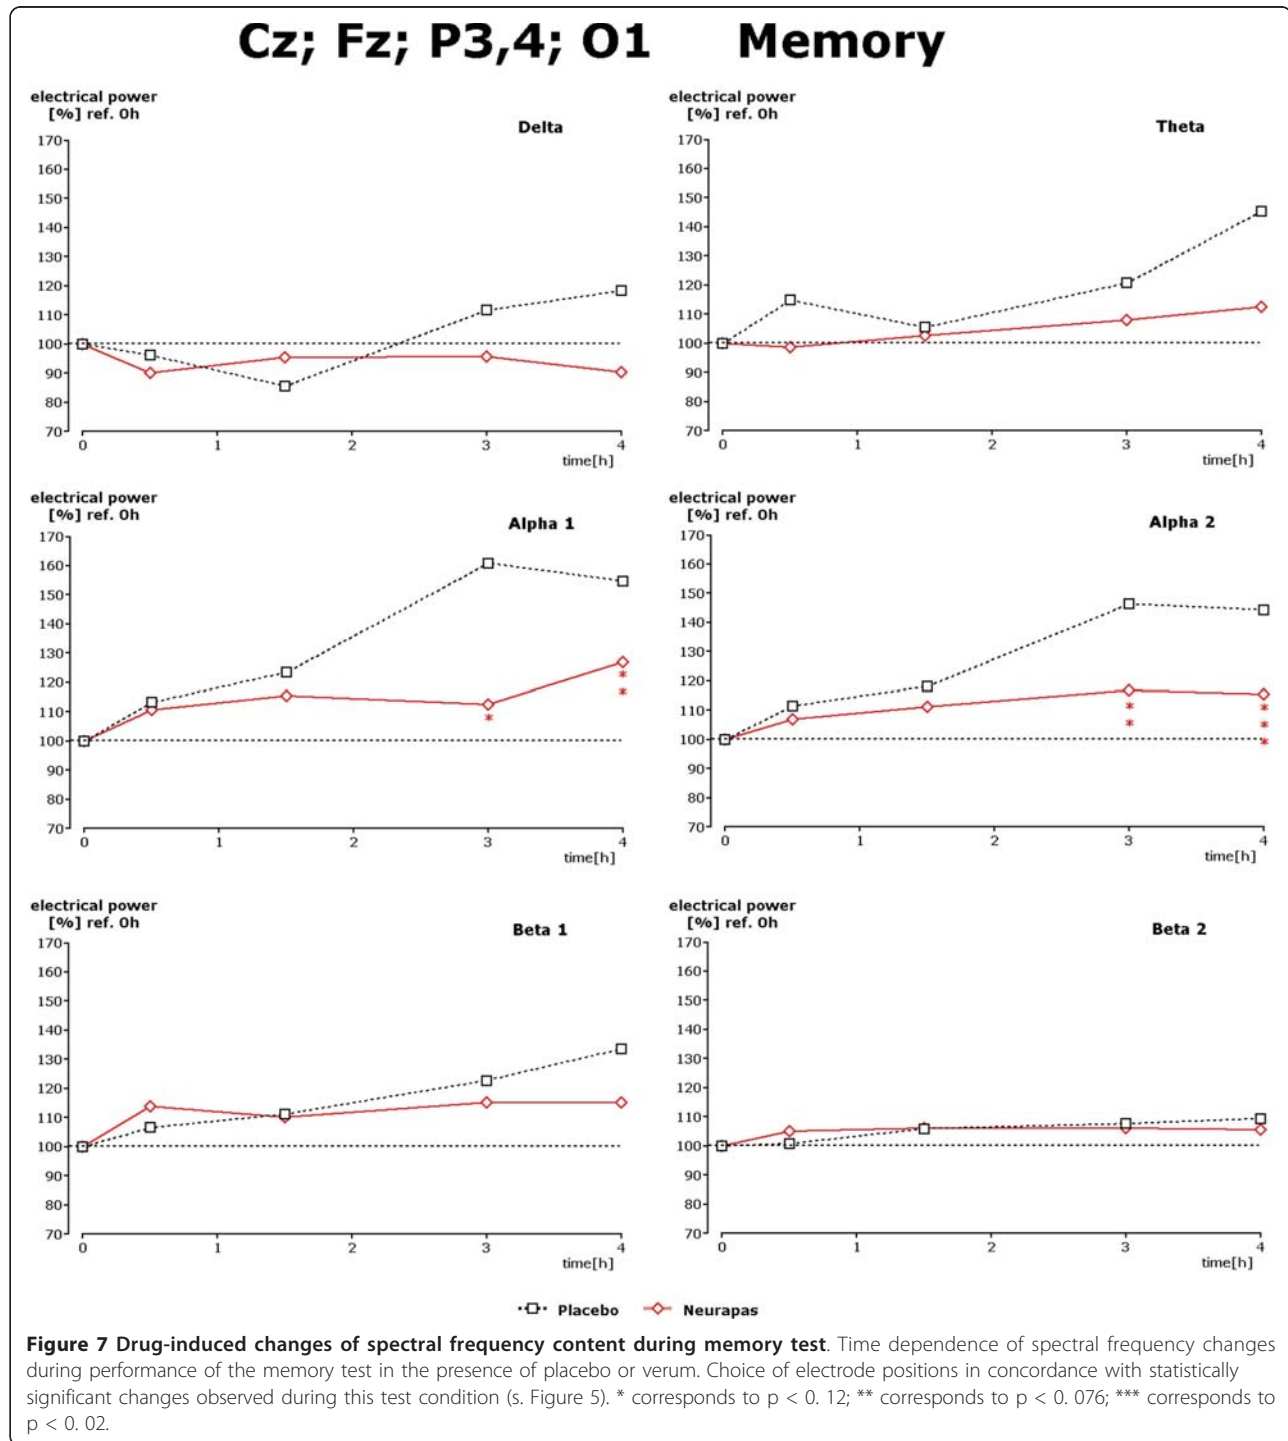 Cz; Fz; P3,4; O1 Memory
electrical power
[%] ref. 0h
Delta
170
160
150
140
130
120
110
100
90
80
70
0 1 2 3 4
time[h]
electrical power
[%] ref. 0h
Theta
170
160
150
140
130
120
110
100
90
80
70
0 1 2 3 4
time[h]
electrical power
[%] ref. 0h
Alpha 1
170
160
150
140
130
120
110
100
90
80
70
*
*
*
0 1 2 3 4
time[h]
electrical power
[%] ref. 0h
Alpha 2
170
160
150
140
130
120
110
100
90
80
70
* *
* *
*
0 1 2 3 4
time[h]
electrical power
[%] ref. 0h
Beta 1
170
160
150
140
130
120
110
100
90
80
70
0 1 2 3 4
time[h]
electrical power
[%] ref. 0h
Beta 2
170
160
150
140
130
120
110
100
90
80
70
0 1 2 3 4
time[h]
Placebo Neurapas
Figure 7 Drug-induced changes of spectral frequency content during memory test. Time dependence of spectral frequency changes
during performance of the memory test in the presence of placebo or verum. Choice of electrode positions in concordance with statistically
significant changes observed during this test condition (s. Figure 5). * corresponds to p < 0. 12; ** corresponds to p < 0. 076; *** corresponds to
p < 0. 02.